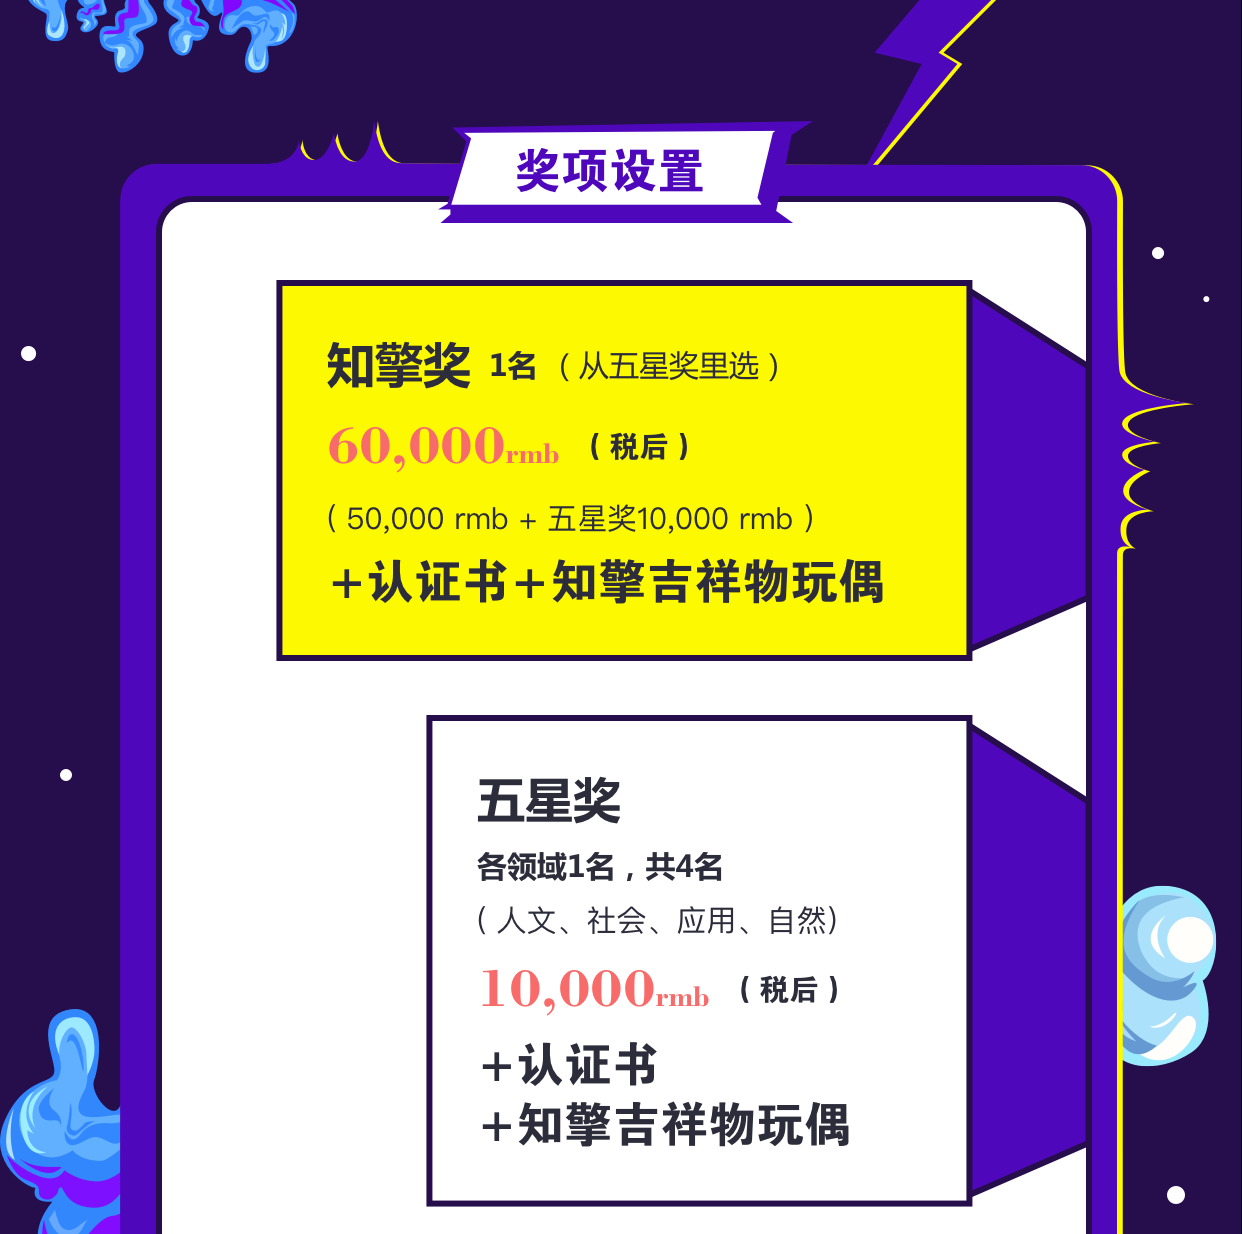 奖项设置
知擎奖 1名 ( 从五星奖里选 )
60,000rmb ( 税后 )
( 50,000 rmb + 五星奖10,000 rmb )
+认证书+知擎吉祥物玩偶
五星奖
各领域1名 , 共4名
( 人文、社会、应用、自然)
10,000rmb ( 税后 )
+认证书
+知擎吉祥物玩偶